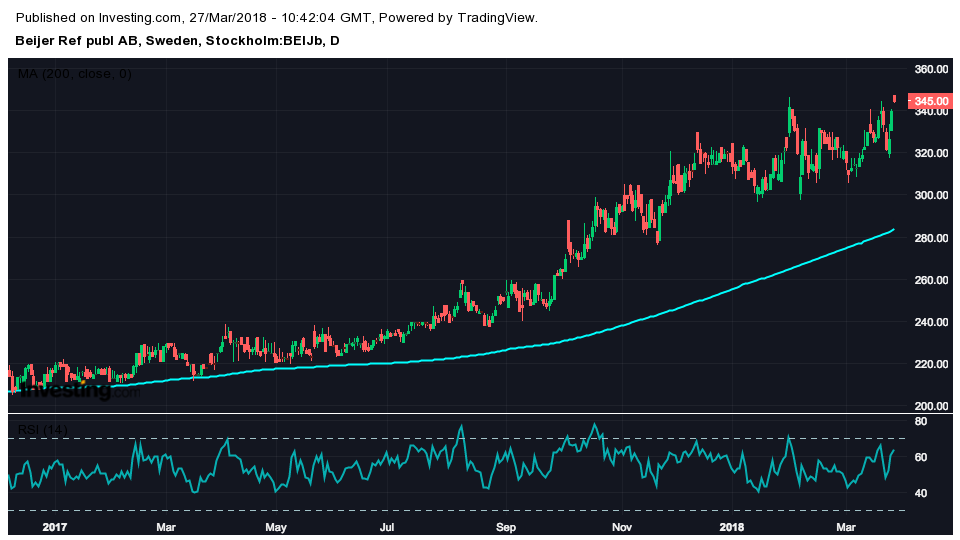 Published on Investing.com, 27/Mar/2018 - 10:42:04 GMT, Powered by TradingView.
Beijer Ref publ AB, Sweden, Stockholm:BEIJb, D
MA (200, close, 0)
360.00
345.00
340.00
320.00
300.00
280.00
260.00
240.00
220.00
200.00
Investing.com
RSI (14)
80
60
40
2017 Mar May Jul Sep Nov 2018 Mar